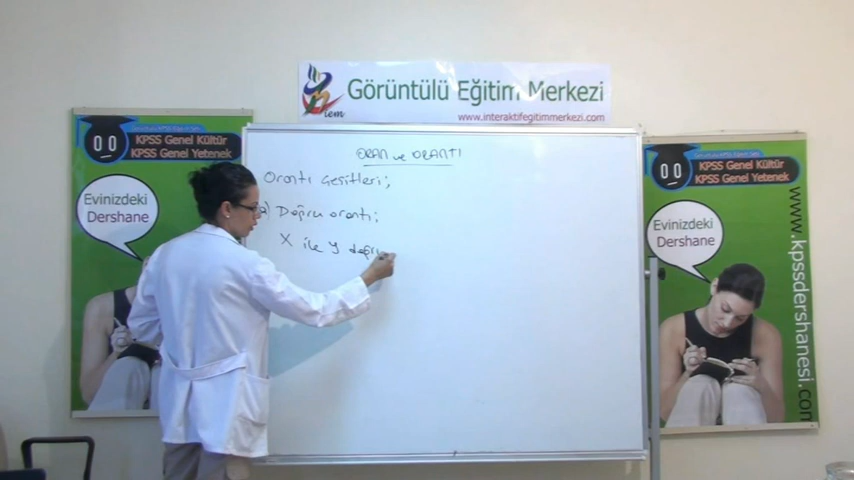 Görüntülü Eğitim Merkezi
iem
www.interaktifegitimmerkezi.com
KPSS Genel Kültür
KPSS Genel Yetenek
Evinizdeki
Dershane
ORAN ve ORANTI
Orantı Çeşitleri;
a) Doğru orantı;
X ile y doğru
KPSS Genel Kültür
KPSS Genel Yetenek
Evinizdeki
Dershane
www.kpssdershanesi.com